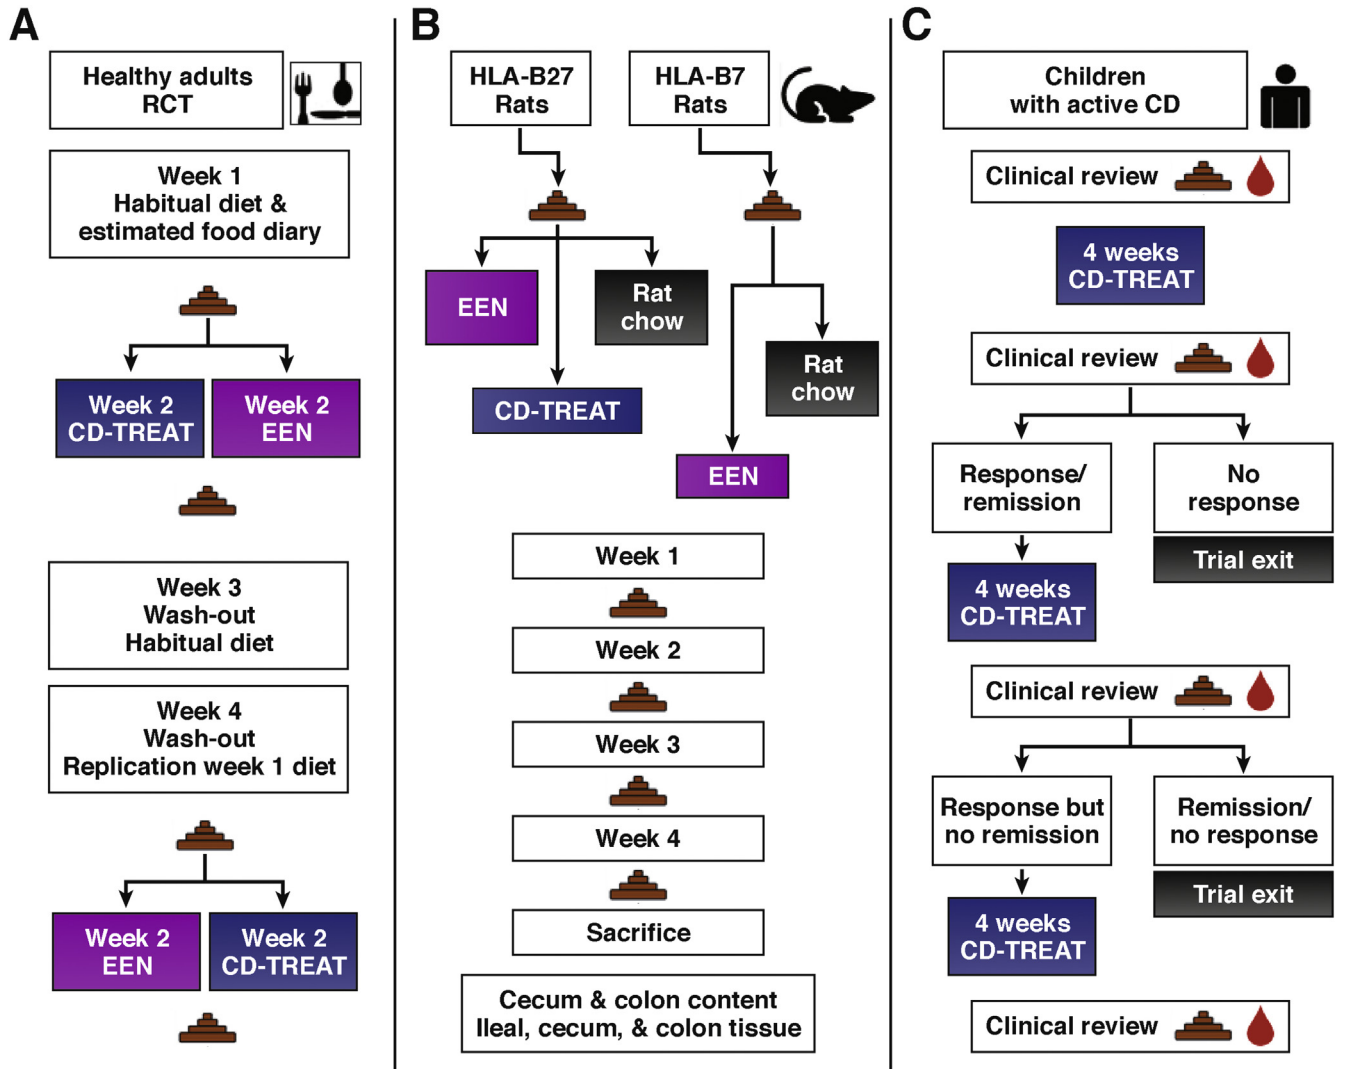 A
Healthy adults
RCT
Week 1
Habitual diet &
estimated food diary
Week 2
CD-TREAT
Week 2
EEN
Week 3
Wash-out
Habitual diet
Week 4
Wash-out
Replication week 1 diet
Week 2
EEN
Week 2
CD-TREAT
B
HLA-B27
Rats
HLA-B7
Rats
EEN
Rat
chow
CD-TREAT
Rat
chow
EEN
Week 1
Week 2
Week 3
Week 4
Sacrifice
Cecum & colon content
Ileal, cecum, & colon tissue
C
Children
with active CD
Clinical review
4 weeks
CD-TREAT
Clinical review
Response/
remission
No
response
Trial exit
4 weeks
CD-TREAT
Clinical review
Response but
no remission
Remission/
no response
Trial exit
4 weeks
CD-TREAT
Clinical review